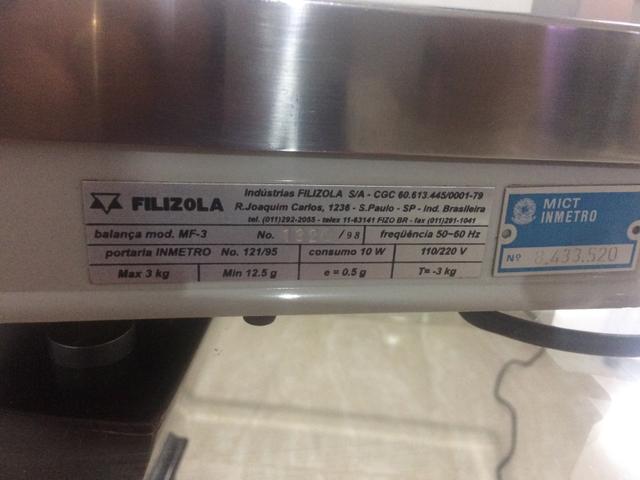 FILIZOLA
Indústrias FILIZOLA S/A - CGC 60.613.445/0001-79
R.Joaquim Carlos, 1236 - S.Paulo - SP - Ind. Brasileira
tel. (011)292-2055 - telex 11-63141 FIZO BR - fax (011)291-1041
balança mod. MF-3 No. /98 freqüência 50~60 Hz
portaria INMETRO No. 121/95 consumo 10 W 110/220 V
Max 3 kg Min 12.5 g e = 0.5 g T= -3 kg
MICT
INMETRO
Nº 8.433.520